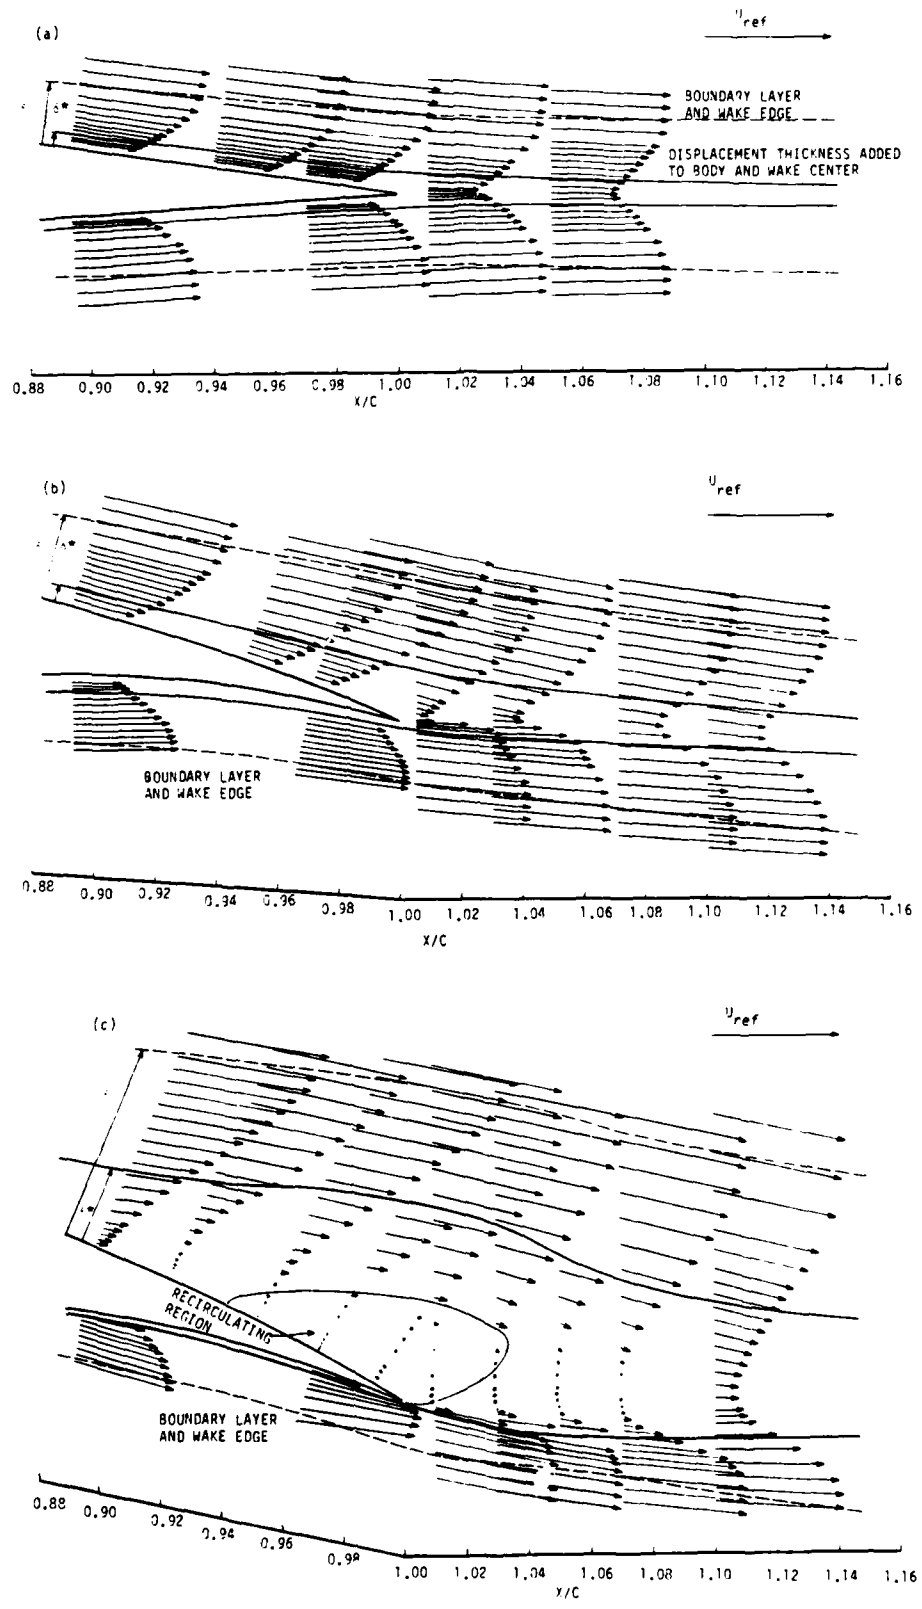 (a)
U ref
δ*
BOUNDARY LAYER
AND WAKE EDGE
DISPLACEMENT THICKNESS ADDED
TO BODY AND WAKE CENTER
0.88 0.90 0.92 0.94 0.96 0.98 1.00 1.02 1.04 1.06 1.08 1.10 1.12 1.14 1.16
X/C
(b)
U ref
δ*
BOUNDARY LAYER
AND WAKE EDGE
0.88 0.90 0.92 0.94 0.96 0.98 1.00 1.02 1.04 1.06 1.08 1.10 1.12 1.14 1.16
X/C
(c)
U ref
RECIRCULATING
REGION
BOUNDARY LAYER
AND WAKE EDGE
0.88 0.90 0.92 0.94 0.96 0.98 1.00 1.02 1.04 1.06 1.08 1.10 1.12 1.14 1.16
X/C